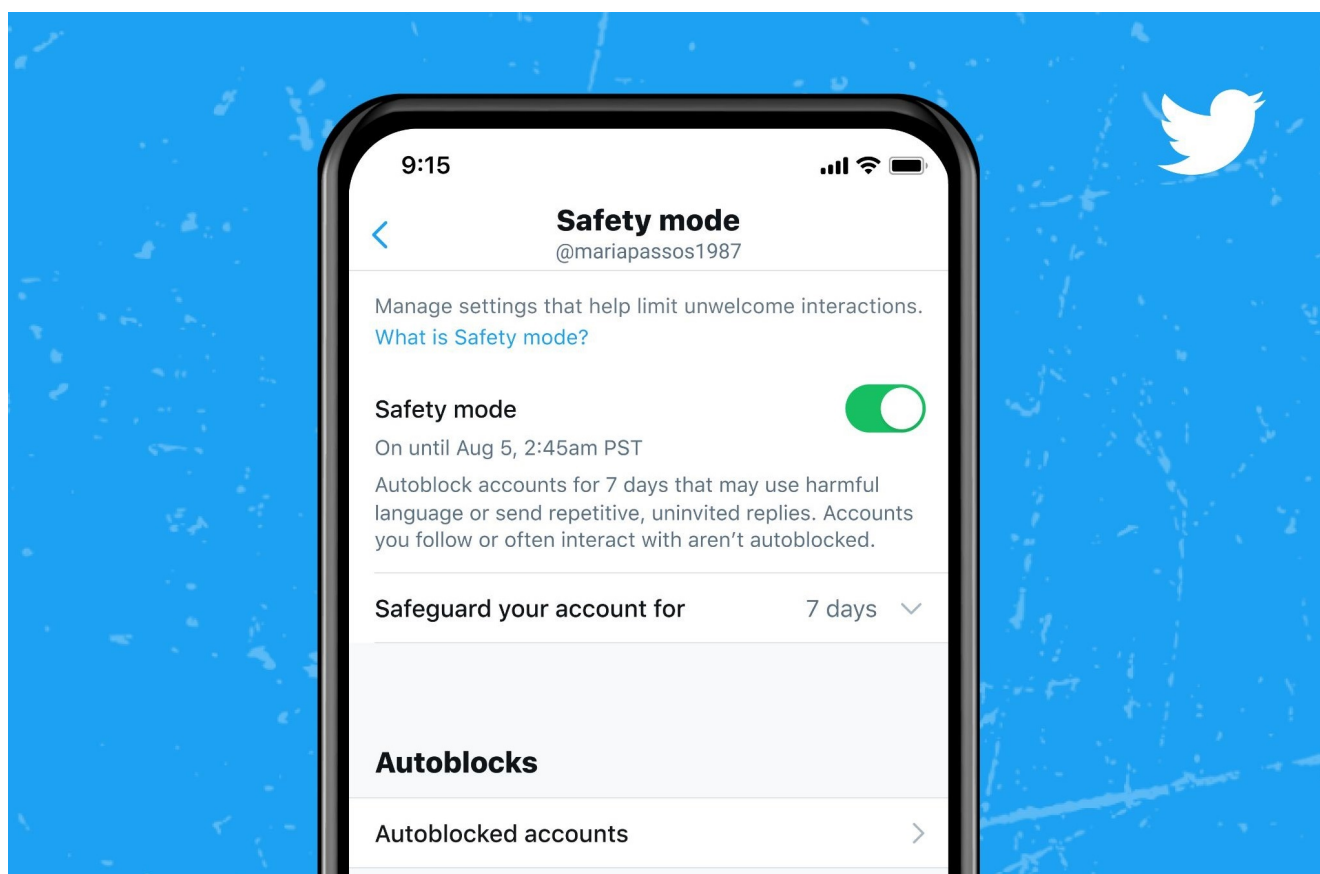 9:15
Safety mode
@mariapassos1987
Manage settings that help limit unwelcome interactions.
What is Safety mode?
Safety mode
On until Aug 5, 2:45am PST
Autoblock accounts for 7 days that may use harmful
language or send repetitive, uninvited replies. Accounts
you follow or often interact with aren’t autoblocked.
Safeguard your account for 7 days
Autoblocks
Autoblocked accounts